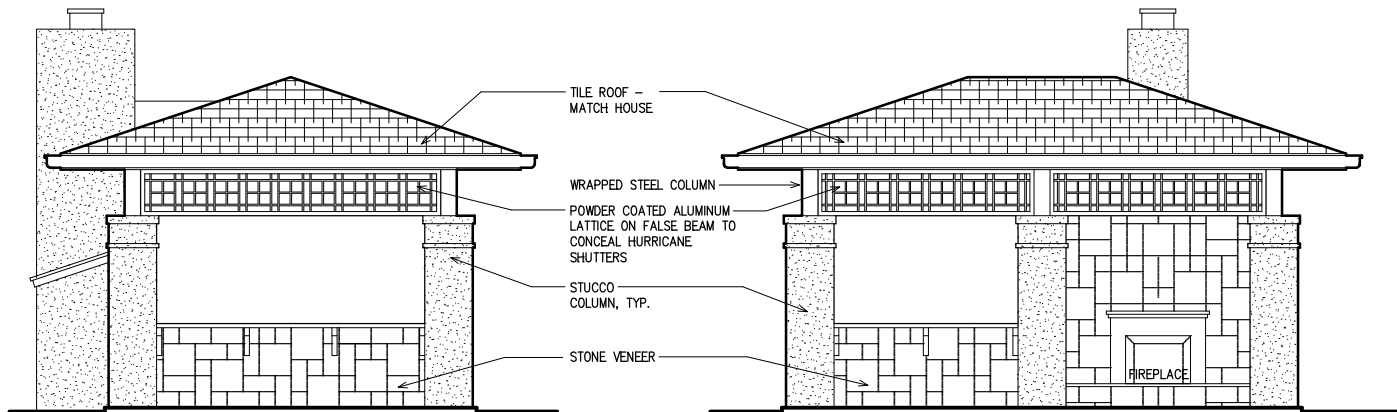 TILE ROOF –
MATCH HOUSE
WRAPPED STEEL COLUMN
POWDER COATED ALUMINUM
LATTICE ON FALSE BEAM TO
CONCEAL HURRICANE
SHUTTERS
STUCCO
COLUMN, TYP.
STONE VENEER
FIREPLACE